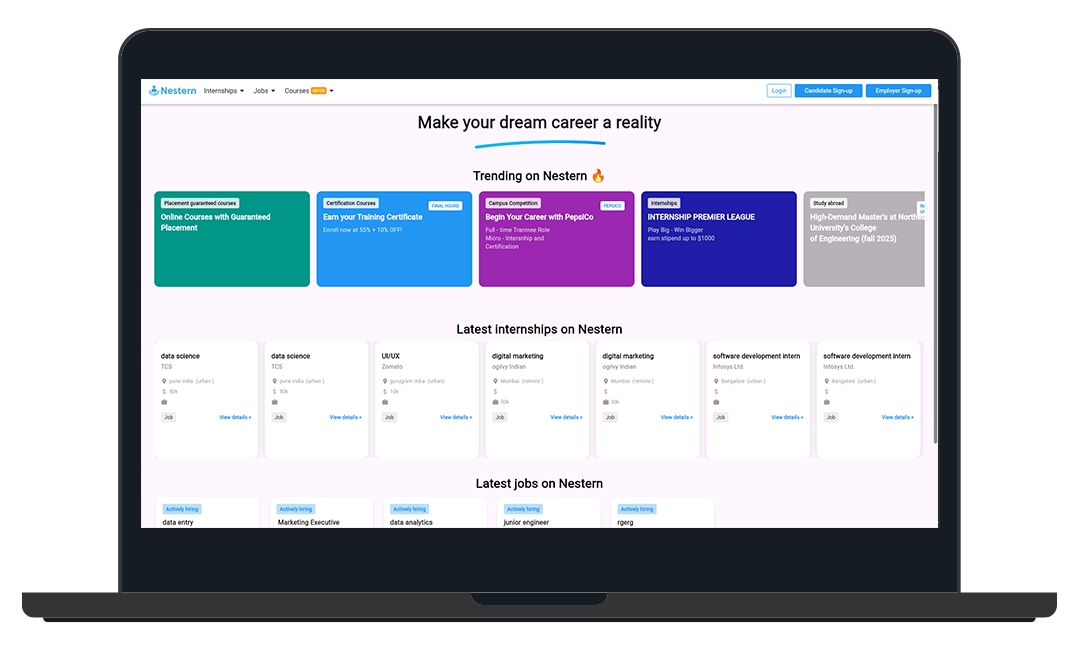 Nestern Internships Jobs Courses OFFER Login Candidate Sign-up Employer Sign-up
Make your dream career a reality
Trending on Nestern 🔥
Placement guaranteed courses
Online Courses with Guaranteed
Placement
Certification Courses
FINAL HOURS
Earn your Training Certificate
Enroll now at 55% + 10% OFF!
Campus Competition
PEPSICO
Begin Your Career with PepsiCo
Full - time Traninee Role
Micro - Intersnhip and
Certification
Internships
INTERNSHIP PREMIER LEAGUE
Play Big - Win Bigger
earn stipend up to $1000
Study abroad
High-Demand Master's at Northe
University's College
of Engineering (fall 2025)
Latest internships on Nestern
data science
TCS
pune india (urban )
$ 50k
Job
View details »
data science
TCS
pune india (urban )
$ 50k
Job
View details »
UI/UX
Zomato
gurugram india (urban)
$ 10k
Job
View details »
digital marketing
ogilvy Indian
Mumbai (remote )
$
30k
Job
View details »
digital marketing
ogilvy Indian
Mumbai (remote )
$
30k
Job
View details »
software development intern
Infosys Ltd.
Bangalore (urban )
$
Job
View details »
software development intern
Infosys Ltd.
Bangalore (urban )
$
Job
View details »
Latest jobs on Nestern
Actively hiring
data entry
Actively hiring
Marketing Executive
Actively hiring
data analytics
Actively hiring
junior engineer
Actively hiring
rgerg